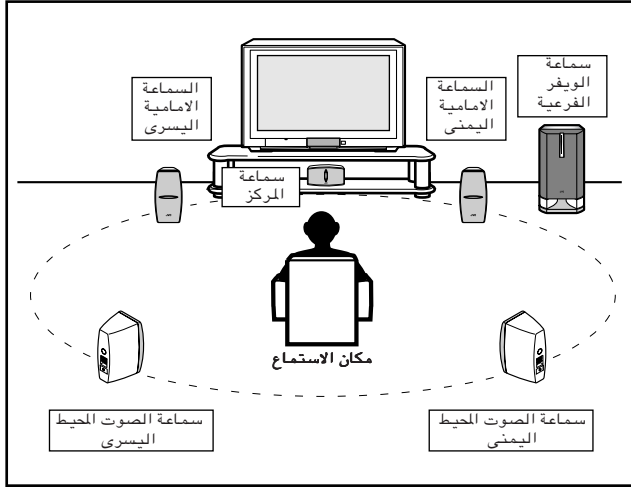 سماعة
الويفر
الفرعية
السماعة
الامامية
اليمنى
السماعة
الامامية
اليسرى
سماعة
المركز
مكان الاستماع
سماعة الصوت المحيط
اليمنى
سماعة الصوت المحيط
اليسرى